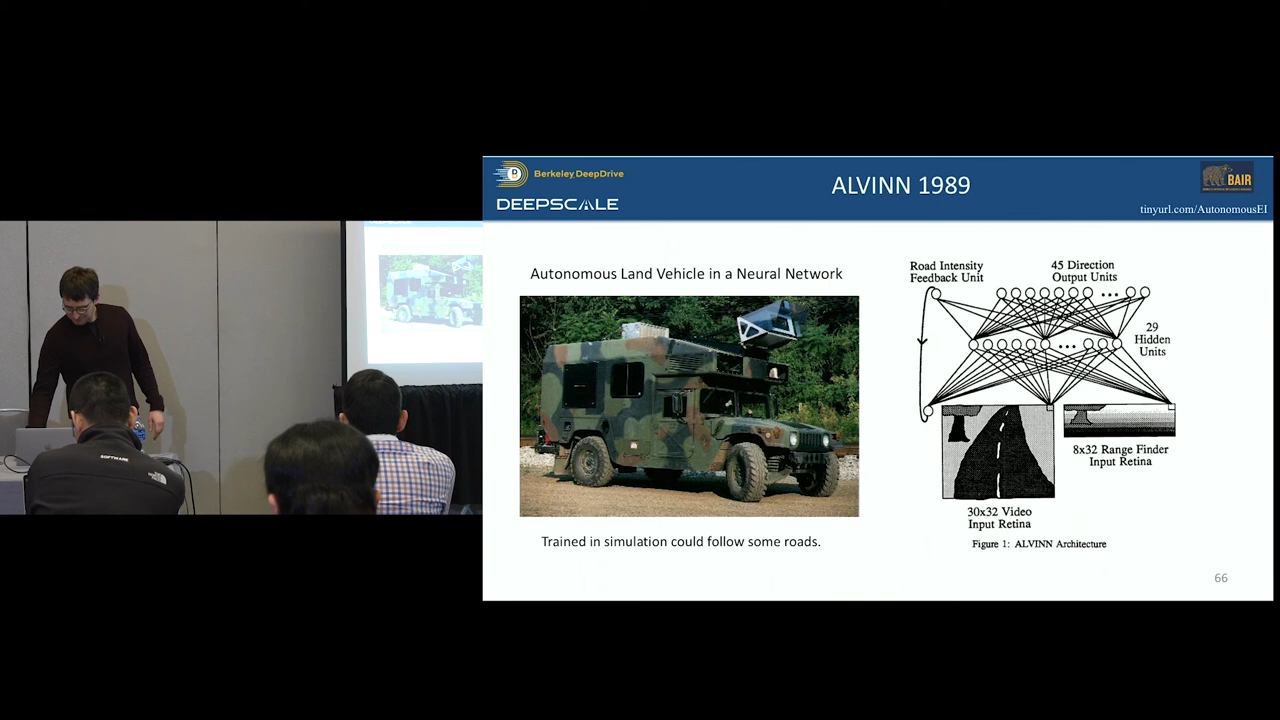 Berkeley DeepDrive
DEEPSCALE
ALVINN 1989
BAIR
tinyurl.com/AutonomousEI
Autonomous Land Vehicle in a Neural Network
Trained in simulation could follow some roads.
Road Intensity
Feedback Unit
45 Direction
Output Units
29
Hidden
Units
8x32 Range Finder
Input Retina
30x32 Video
Input Retina
Figure 1: ALVINN Architecture
66
SOFTWARE